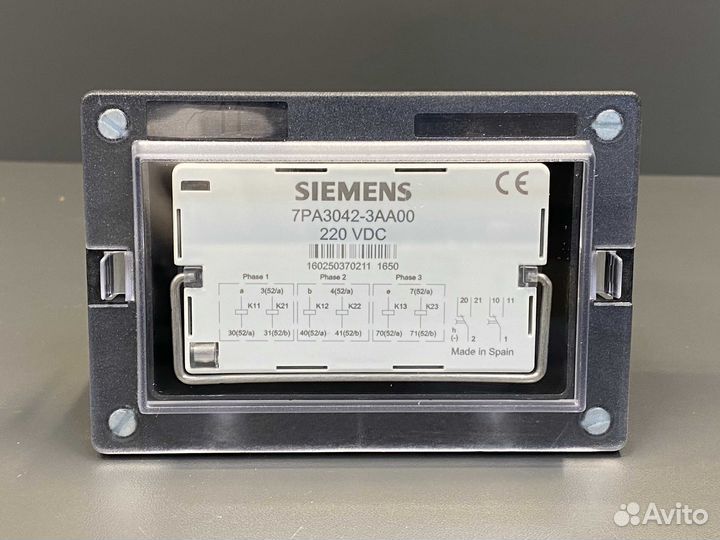 SIEMENS CE
7PA3042-3AA00
220 VDC
160250370211 1650
Phase 1 Phase 2 Phase 3
a 3(52/a) b 4(52/a) e 7(52/a) 20 21 10 11
K11 K21 K12 K22 K13 K23
h
(-) 2 1
30(52/a) 31(52/b) 40(52/a) 41(52/b) 70(52/a) 71(52/b)
Made in Spain
Avito